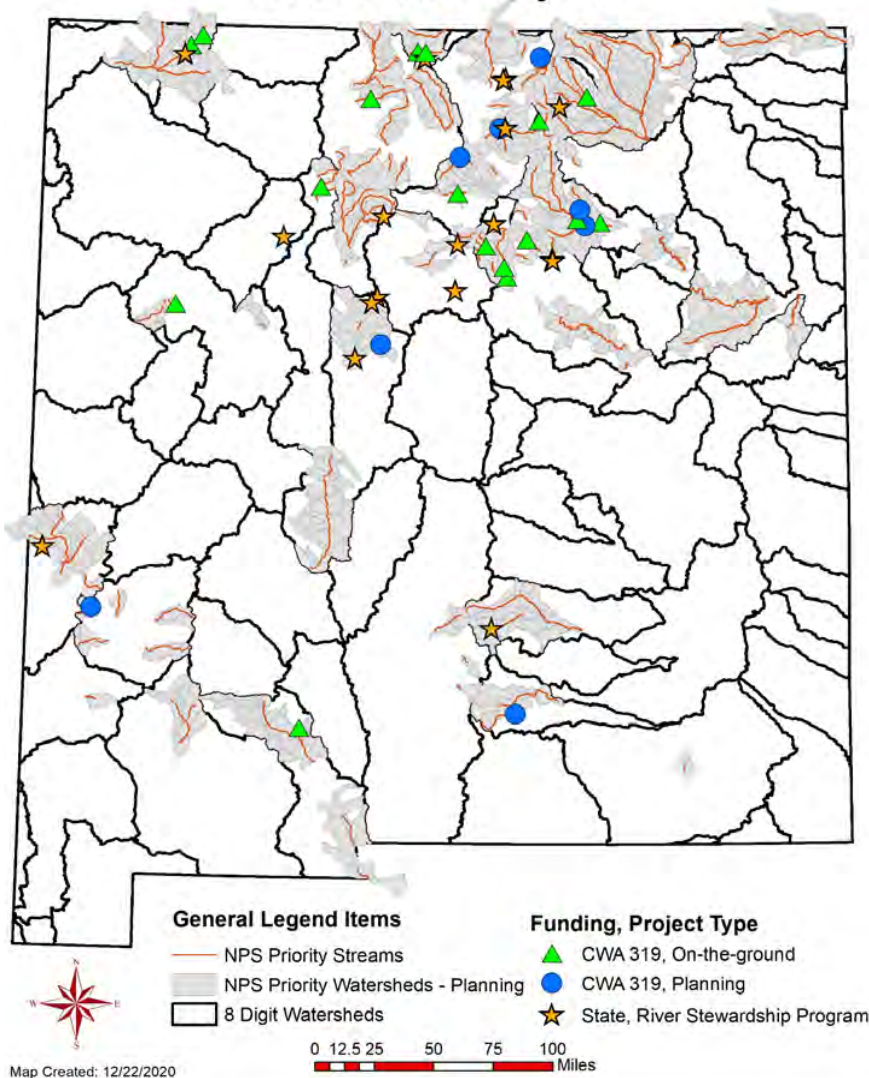 General Legend Items
NPS Priority Streams
NPS Priority Watersheds - Planning
8 Digit Watersheds
Funding, Project Type
CWA 319, On-the-ground
CWA 319, Planning
State, River Stewardship Program
N
W E
S
0 12.5 25 50 75 100
Miles
Map Created: 12/22/2020